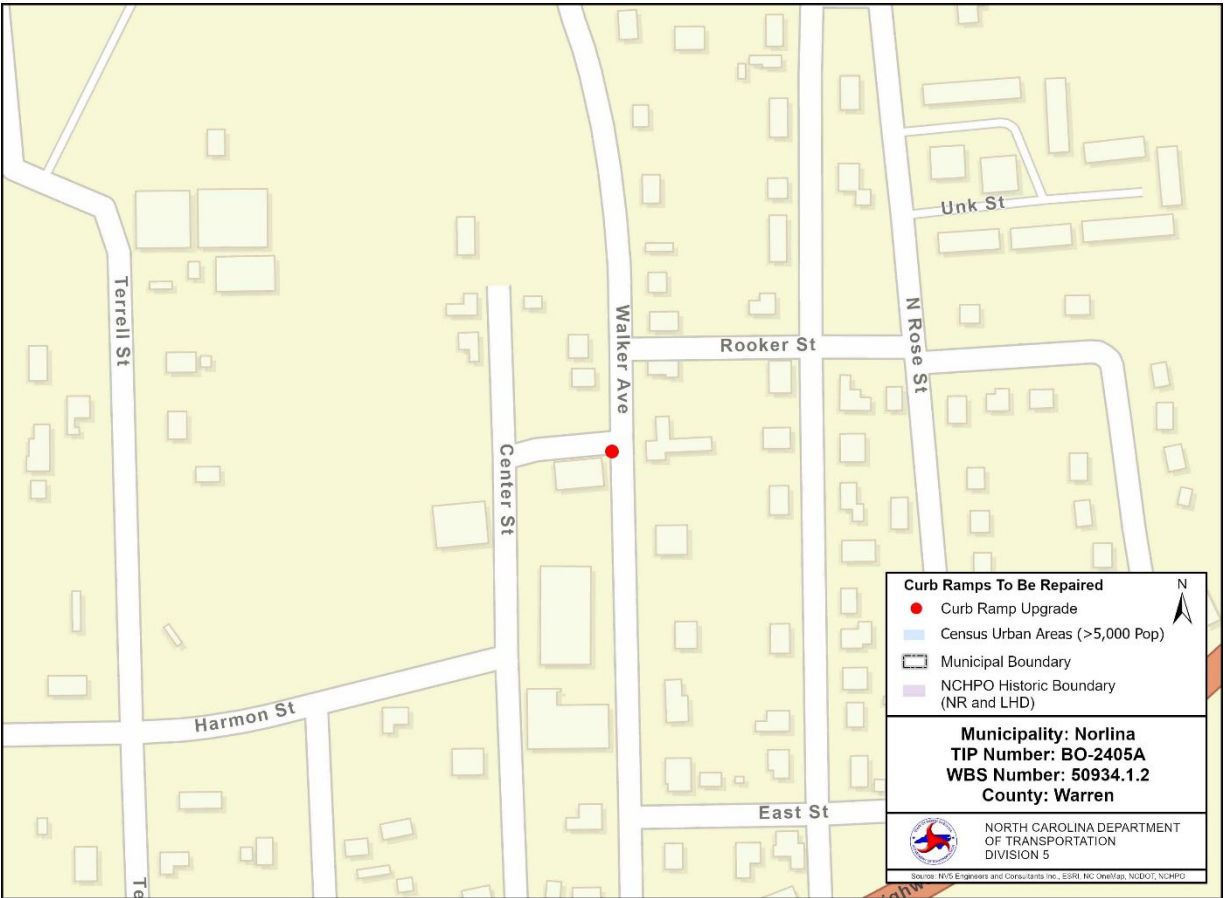 Unk St
Terrell St
Walker Ave
N Rose St
Rooker St
Center St
Harmon St
East St
Te
ighw
Curb Ramps To Be Repaired
N
Curb Ramp Upgrade
Census Urban Areas (>5,000 Pop)
Municipal Boundary
NCHPO Historic Boundary
(NR and LHD)
Municipality: Norlina
TIP Number: BO-2405A
WBS Number: 50934.1.2
County: Warren
NORTH CAROLINA DEPARTMENT
OF TRANSPORTATION
DIVISION 5
Source: NV5 Engineers and Consultants Inc., ESRI, NC OneMap, NCDOT, NCHPO